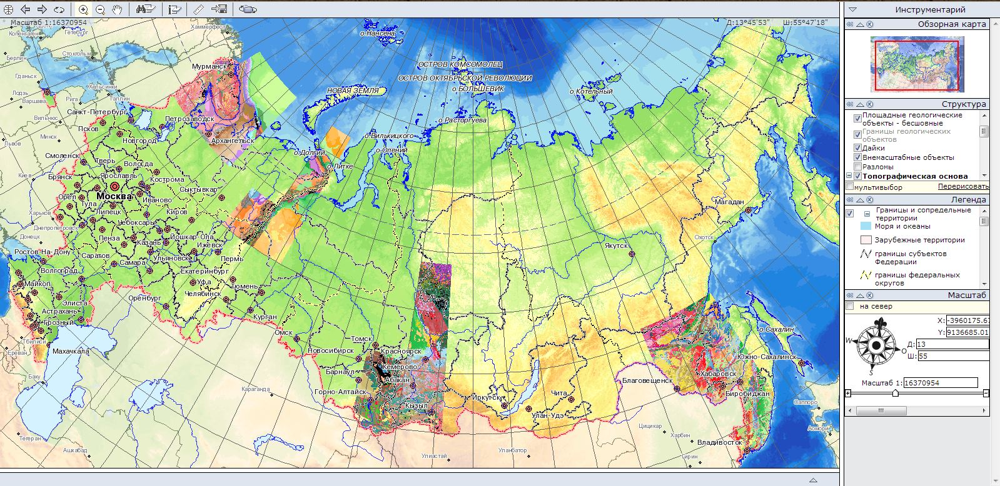 Масштаб 1:16370954
Д:13°45'53" Ш:55°47'18"
Хаммерфест
о.Нансена
Копенгаген
Гетеборг
Стокгольм
Берлин
Мурманск
ОСТРОВ КОМСОМОЛЕЦ
Гданьск
ОСТРОВ ОКТЯБРЬСКОЙ РЕВОЛЮЦИИ
Хельсинки
НОВАЯ ЗЕМЛЯ
о.БОЛЬШЕВИК
о.Котельный
Лодзь
Варшава
Рига
Таллин
Санкт-Петербург
Вильнюс
Петрозаводск
о.Расторгуева
Псков
Минск
Новгород
Архангельск
о.Вилькицкого
Львов
о.Долгий
о.Олений
Смоленск
Тверь
Вологда
о.Литке
Киев
Брянск
Ярославль
Кострома
Сыктывкар
Орел
Москва
Иваново
Тула
Магадан
Харьков
Липецк
Киров
Чебоксары
Днепропетровск
Донецк
Пенза
Йошкар-Ола
Казань
Ижевск
Охотск
Якутск
Ростов-На-Дону
Саратов
Ульяновск
Пермь
Самара
Волгоград
Екатеринбург
Майкоп
Уфа
Тюмень
Челябинск
Элиста
Оренбург
Астрахань
Курган
Грозный
Омск
о.Сахалин
Тбилиси
Томск
Ереван
Махачкала
Новосибирск
Красноярск
Южно-Сахалинск
Кемерово
Баку
Барнаул
Абакан
Хабаровск
Благовещенск
Караганда
Горно-Алтайск
Иркутск
Чита
Биробиджан
Кызыл
Саппоро
Улан-Удэ
Цицикар
Аомори
Тегеран
Харбин
Ашхабад
Владивосток
Улиастай
Уланбатор
Гирин
Инструментарий
Обзорная карта
Структура
Площадные геологические
объекты - бесшовные
Границы геологических
объектов
Дайки
Внемасштабные объекты
Разломы
Топографическая основа
мультивыбор Перерисовать
Легенда
Границы и сопредельные
территории
Моря и океаны
Зарубежные территории
границы субъектов
Федерации
границы федеральных
округов
Масштаб
на север
N
W
O
S
X: -3960175.6
Y: 9136685.01
Д: 13
Ш: 55
Масштаб 1: 16370954